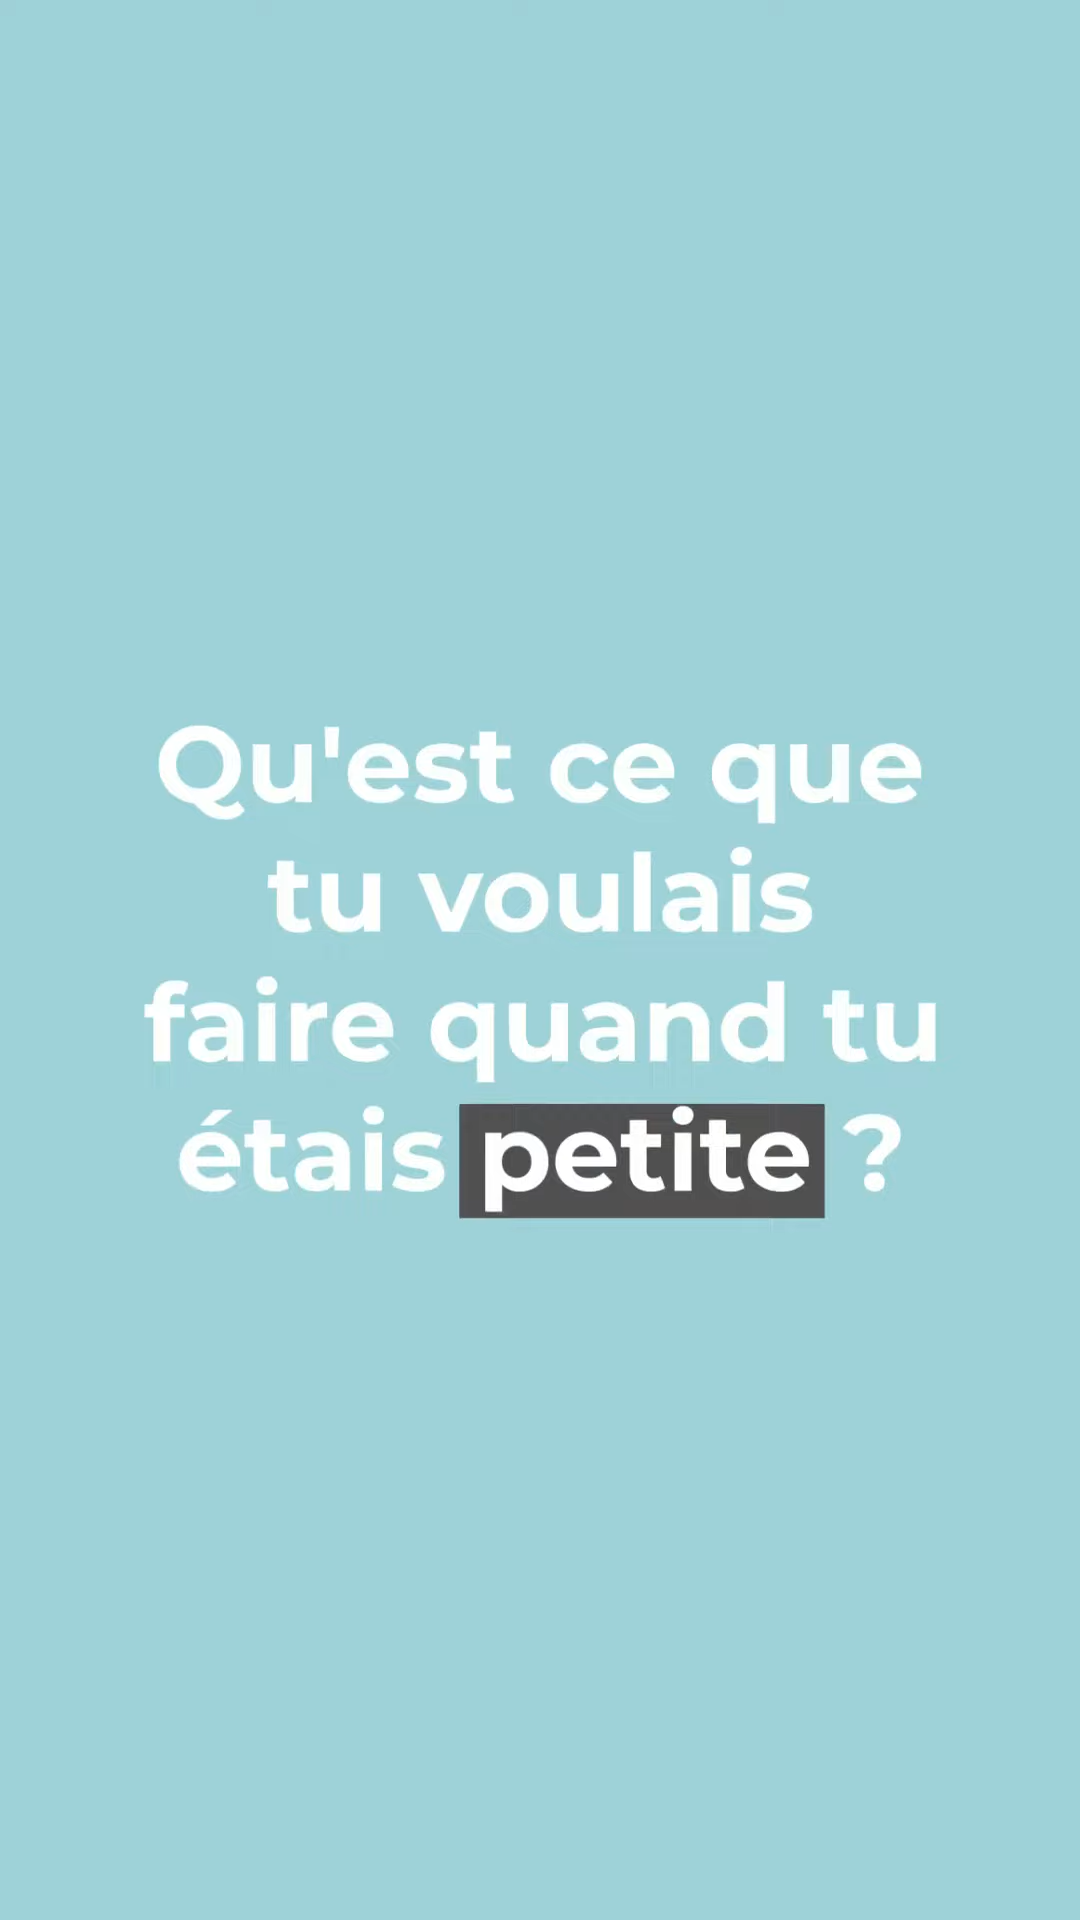 Qu'est ce que
tu voulais
faire quand tu
étais petite ?